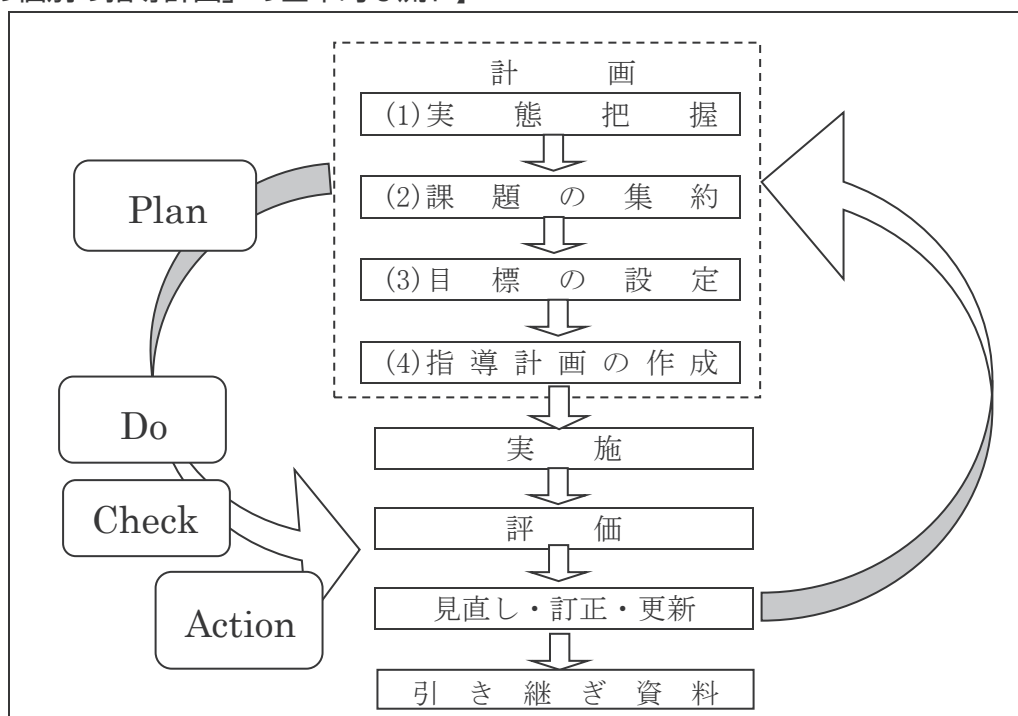 計画
(1)実態把握
(2)課題の集約
(3)目標の設定
(4)指導計画の作成
実施
評価
見直し・訂正・更新
引き継ぎ資料
Plan
Do
Check
Action